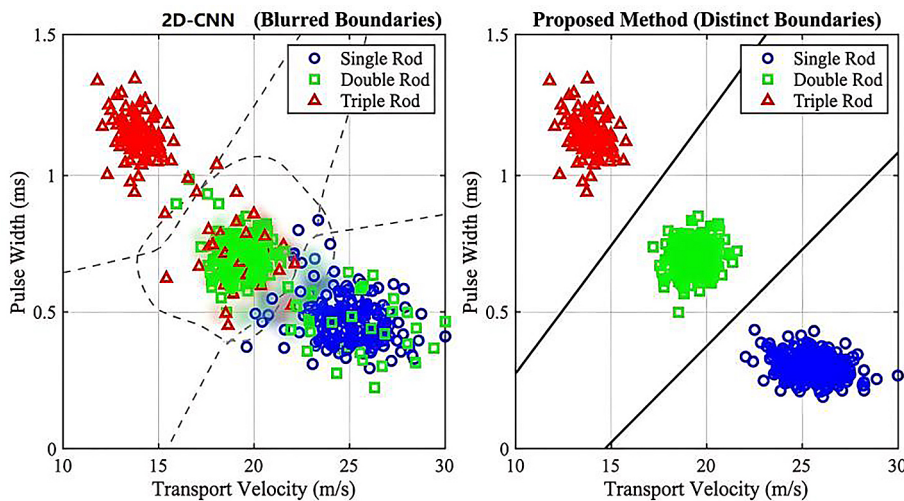 2D-CNN (Blurred Boundaries)
1.5
1
0.5
0
Pulse Width (ms)
Single Rod
Double Rod
Triple Rod
10 15 20 25 30
Transport Velocity (m/s)
Proposed Method (Distinct Boundaries)
1.5
1
0.5
0
Pulse Width (ms)
Single Rod
Double Rod
Triple Rod
10 15 20 25 30
Transport Velocity (m/s)